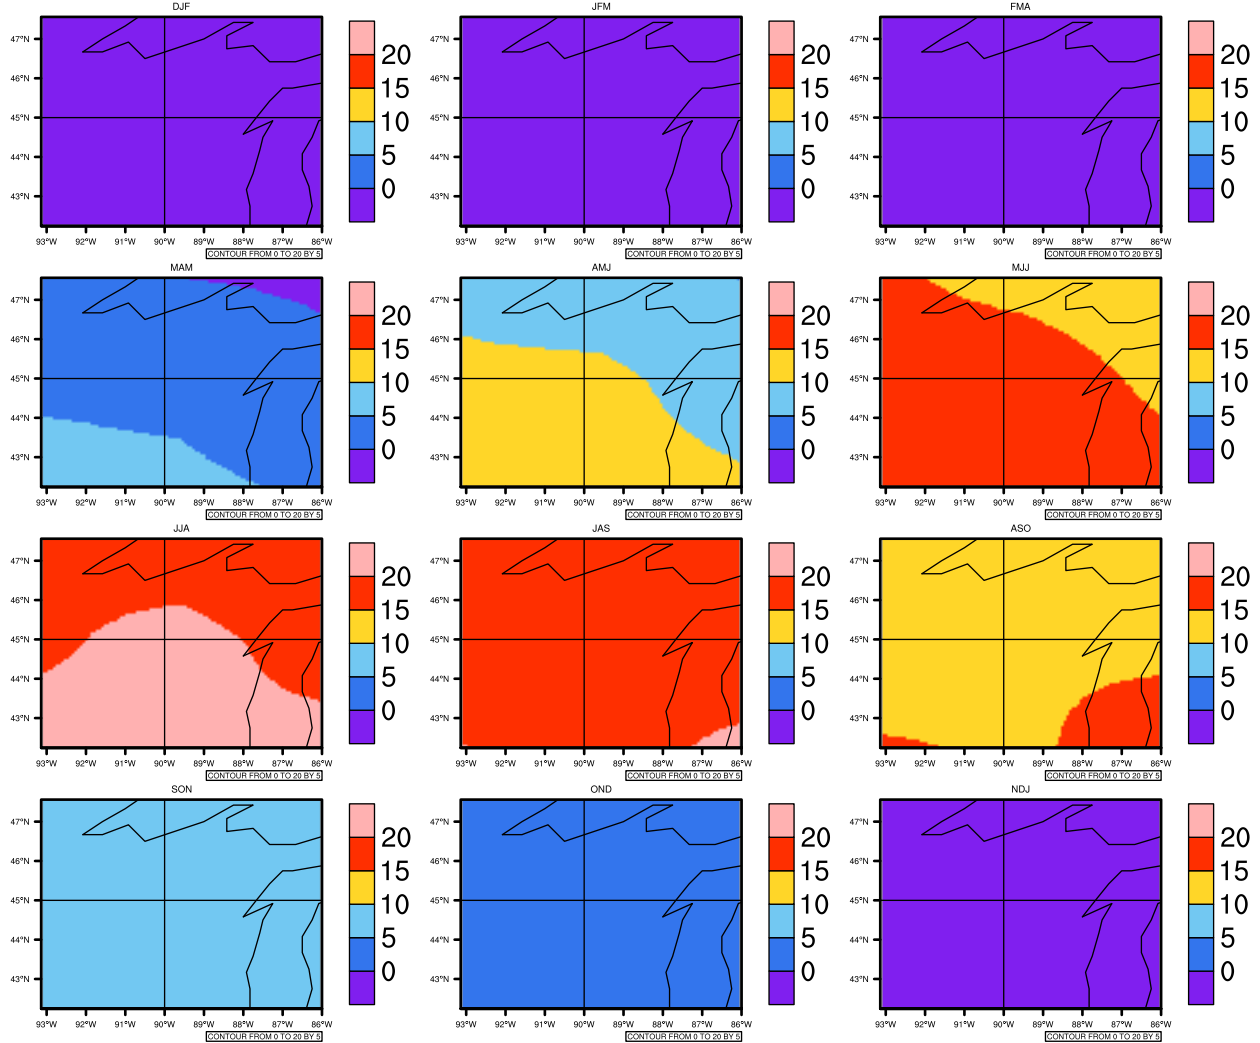 DJF JFM FMA
47°N 20 47°N 20 47°N 20
46°N 15 46°N 15 46°N 15
45°N 10 45°N 10 45°N 10
44°N 5 44°N 5 44°N 5
43°N 0 43°N 0 43°N 0
93°W 92°W 91°W 90°W 89°W 88°W 87°W 86°W 93°W 92°W 91°W 90°W 89°W 88°W 87°W 86°W 93°W 92°W 91°W 90°W 89°W 88°W 87°W 86°W
CONTOUR FROM 0 TO 20 BY 5 CONTOUR FROM 0 TO 20 BY 5 CONTOUR FROM 0 TO 20 BY 5
MAM AMJ MJJ
47°N 20 47°N 20 47°N 20
46°N 15 46°N 15 46°N 15
45°N 10 45°N 10 45°N 10
44°N 5 44°N 5 44°N 5
43°N 0 43°N 0 43°N 0
93°W 92°W 91°W 90°W 89°W 88°W 87°W 86°W 93°W 92°W 91°W 90°W 89°W 88°W 87°W 86°W 93°W 92°W 91°W 90°W 89°W 88°W 87°W 86°W
CONTOUR FROM 0 TO 20 BY 5 CONTOUR FROM 0 TO 20 BY 5 CONTOUR FROM 0 TO 20 BY 5
JJA JAS ASO
47°N 20 47°N 20 47°N 20
46°N 15 46°N 15 46°N 15
45°N 10 45°N 10 45°N 10
44°N 5 44°N 5 44°N 5
43°N 0 43°N 0 43°N 0
93°W 92°W 91°W 90°W 89°W 88°W 87°W 86°W 93°W 92°W 91°W 90°W 89°W 88°W 87°W 86°W 93°W 92°W 91°W 90°W 89°W 88°W 87°W 86°W
CONTOUR FROM 0 TO 20 BY 5 CONTOUR FROM 0 TO 20 BY 5 CONTOUR FROM 0 TO 20 BY 5
SON OND NDJ
47°N 20 47°N 20 47°N 20
46°N 15 46°N 15 46°N 15
45°N 10 45°N 10 45°N 10
44°N 5 44°N 5 44°N 5
43°N 0 43°N 0 43°N 0
93°W 92°W 91°W 90°W 89°W 88°W 87°W 86°W 93°W 92°W 91°W 90°W 89°W 88°W 87°W 86°W 93°W 92°W 91°W 90°W 89°W 88°W 87°W 86°W
CONTOUR FROM 0 TO 20 BY 5 CONTOUR FROM 0 TO 20 BY 5 CONTOUR FROM 0 TO 20 BY 5